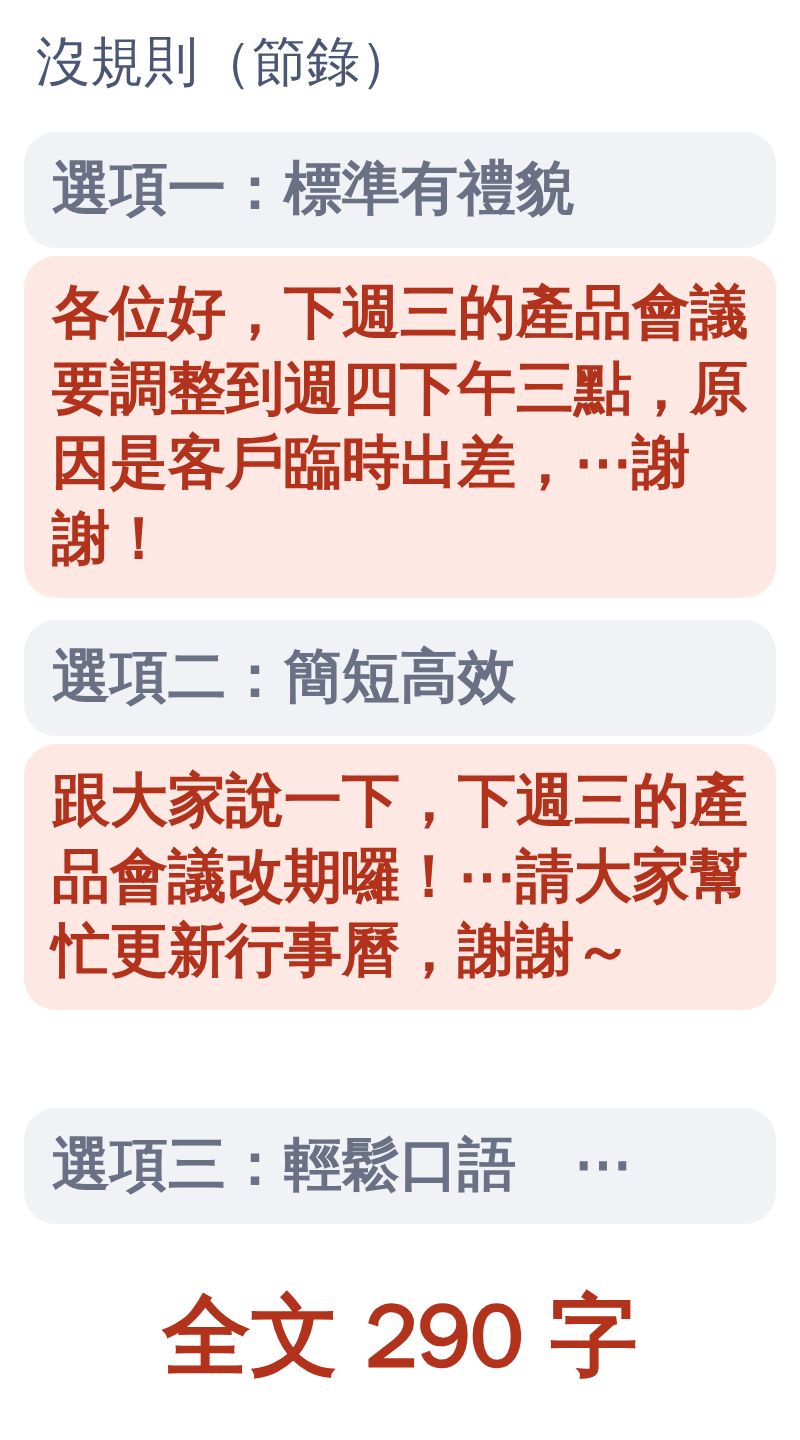 沒規則（節錄）
選項一：標準有禮貌
各位好，下週三的產品會議
要調整到週四下午三點，原
因是客戶臨時出差，⋯謝
謝！
選項二：簡短高效
跟大家說一下，下週三的產
品會議改期囉！⋯請大家幫
忙更新行事曆，謝謝～
選項三：輕鬆口語　⋯
全文 290 字